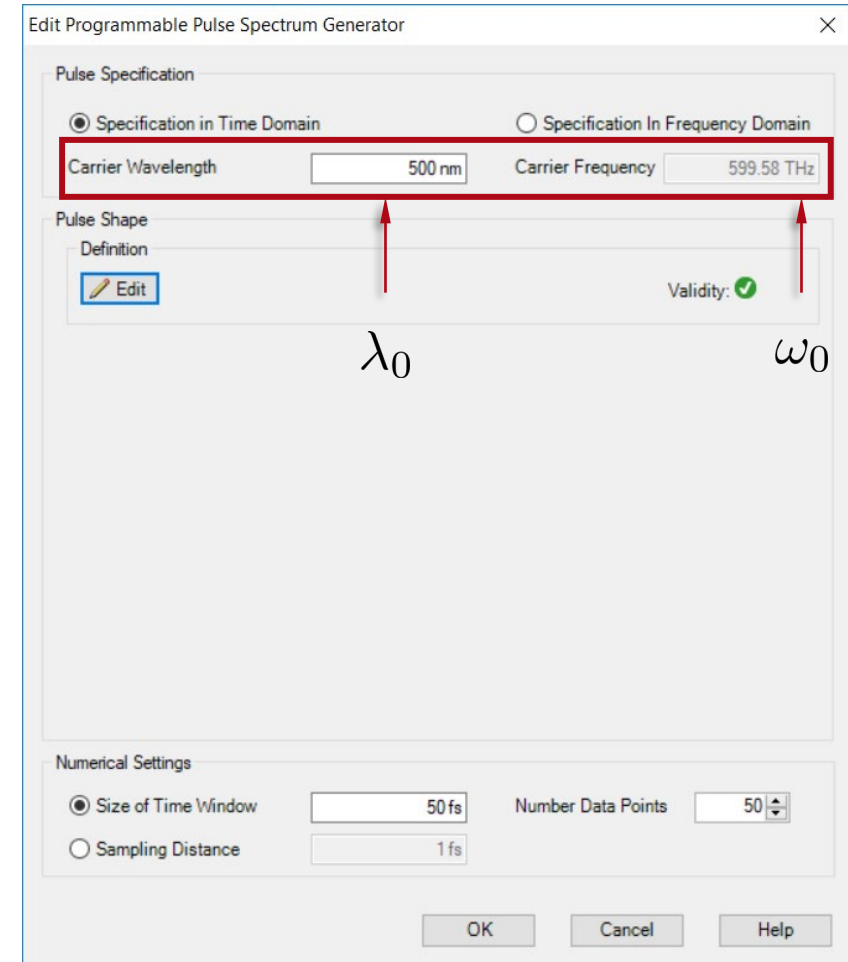 Edit Programmable Pulse Spectrum Generator
Pulse Specification
Specification in Time Domain Specification In Frequency Domain
Carrier Wavelength 500 nm Carrier Frequency 599.58 THz
Pulse Shape
Definition
Edit Validity:
λ0 ω0
Numerical Settings
Size of Time Window 50 fs Number Data Points 50
Sampling Distance 1 fs
OK Cancel Help